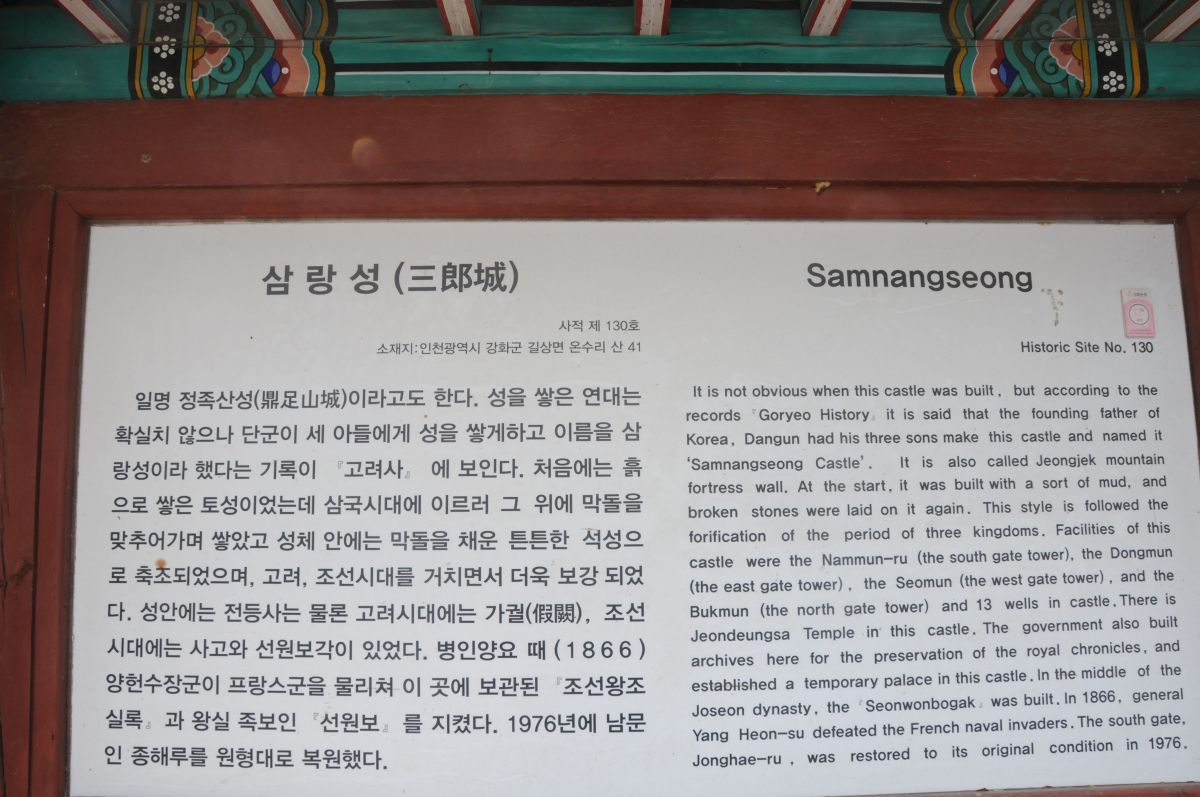 삼 랑 성 (三郎城)
사적 제 130호
소재지:인천광역시 강화군 길상면 온수리 산 41
일명 정족산성(鼎足山城)이라고도 한다. 성을 쌓은 연대는
확실치 않으나 단군이 세 아들에게 성을 쌓게하고 이름을 삼
랑성이라 했다는 기록이 『고려사』 에 보인다. 처음에는 흙
으로 쌓은 토성이었는데 삼국시대에 이르러 그 위에 막돌을
맞추어가며 쌓았고 성체 안에는 막돌을 채운 튼튼한 석성으
로 축조되었으며, 고려, 조선시대를 거치면서 더욱 보강 되었
다. 성안에는 전등사는 물론 고려시대에는 가궐(假闕), 조선
시대에는 사고와 선원보각이 있었다. 병인양요 때 (1866)
양헌수장군이 프랑스군을 물리쳐 이 곳에 보관된 『조선왕조
실록』 과 왕실 족보인 『선원보』 를 지켰다. 1976년에 남문
인 종해루를 원형대로 복원했다.
Samnangseong
Historic Site No. 130
It is not obvious when this castle was built, but according to the
records 『Goryeo History』 it is said that the founding father of
Korea, Dangun had his three sons make this castle and named it
‘Samnangseong Castle’. It is also called Jeongjek mountain
fortress wall. At the start, it was built with a sort of mud, and
broken stones were laid on it again. This style is followed the
forification of the period of three kingdoms. Facilities of this
castle were the Nammun-ru (the south gate tower), the Dongmun
(the east gate tower), the Seomun (the west gate tower), and the
Bukmun (the north gate tower) and 13 wells in castle. There is
Jeondeungsa Temple in this castle. The government also built
archives here for the preservation of the royal chronicles, and
established a temporary palace in this castle. In the middle of the
Joseon dynasty, the 『Seonwonbogak』 was built. In 1866, general
Yang Heon-su defeated the French naval invaders. The south gate,
Jonghae-ru , was restored to its original condition in 1976.